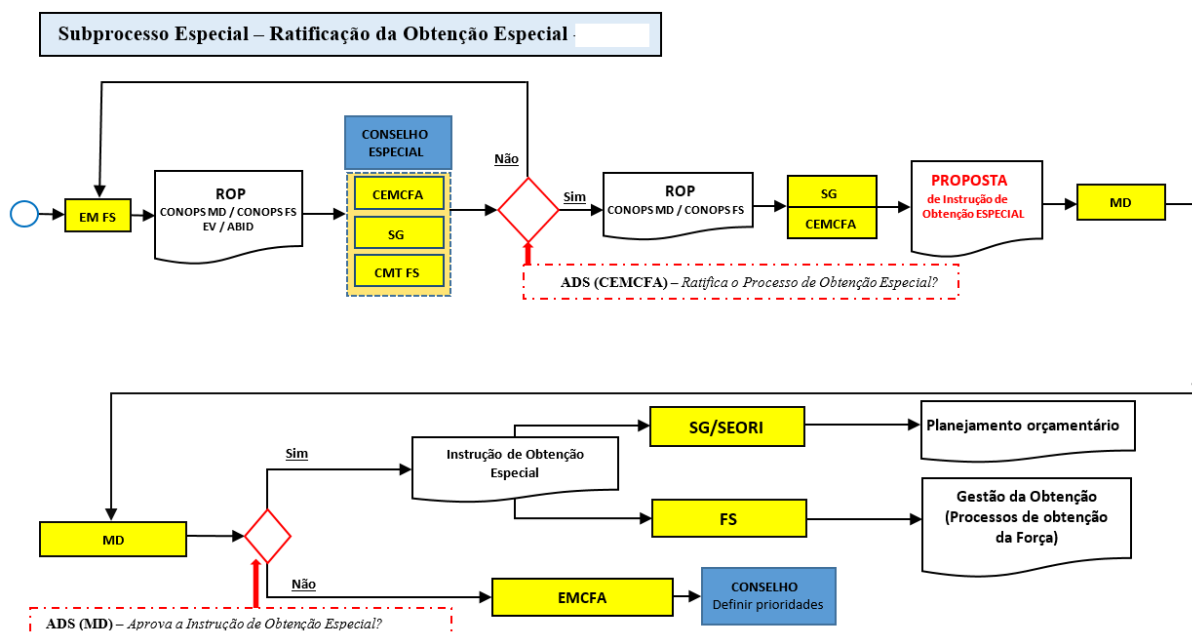 Subprocesso Especial – Ratificação da Obtenção Especial -
CONSELHO
ESPECIAL
Não
EM FS
ROP
CONOPS MD / CONOPS FS
EV / ABID
CEMCFA
SG
CMT FS
Sim
ROP
CONOPS MD / CONOPS FS
SG
CEMCFA
PROPOSTA
de Instrução de
Obtenção ESPECIAL
MD
ADS (CEMCFA) – Ratifica o Processo de Obtenção Especial?
MD
Sim
Instrução de Obtenção
Especial
SG/SEORI
Planejamento orçamentário
FS
Gestão da Obtenção
(Processos de obtenção
da Força)
Não
EMCFA
CONSELHO
Definir prioridades
ADS (MD) – Aprova a Instrução de Obtenção Especial?